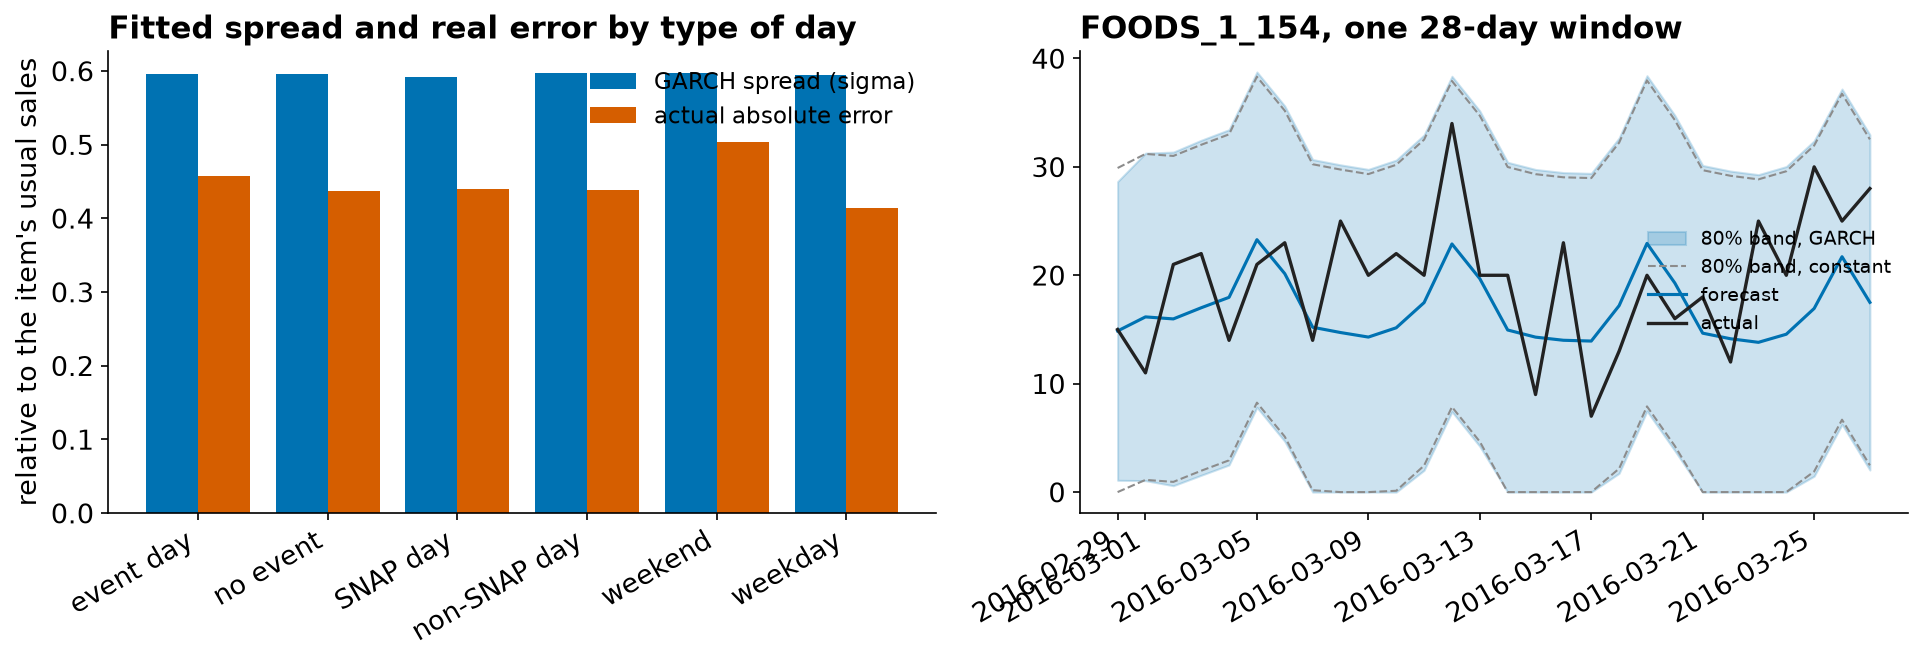 Fitted spread and real error by type of day
relative to the item's usual sales
0.6
0.5
0.4
0.3
0.2
0.1
0.0
GARCH spread (sigma)
actual absolute error
event day
no event
SNAP day
non-SNAP day
weekend
weekday
FOODS_1_154, one 28-day window
40
30
20
10
0
80% band, GARCH
80% band, constant
forecast
actual
2016-02-29
2016-03-01
2016-03-05
2016-03-09
2016-03-13
2016-03-17
2016-03-21
2016-03-25